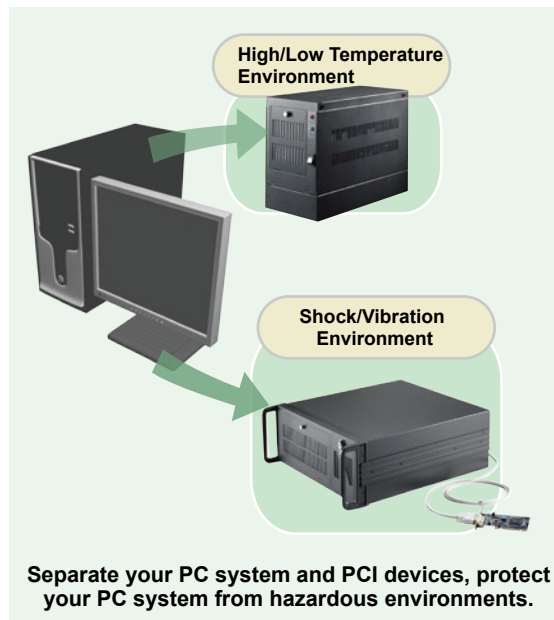 High/Low Temperature
Environment
Shock/Vibration
Environment
Separate your PC system and PCI devices, protect
your PC system from hazardous environments.